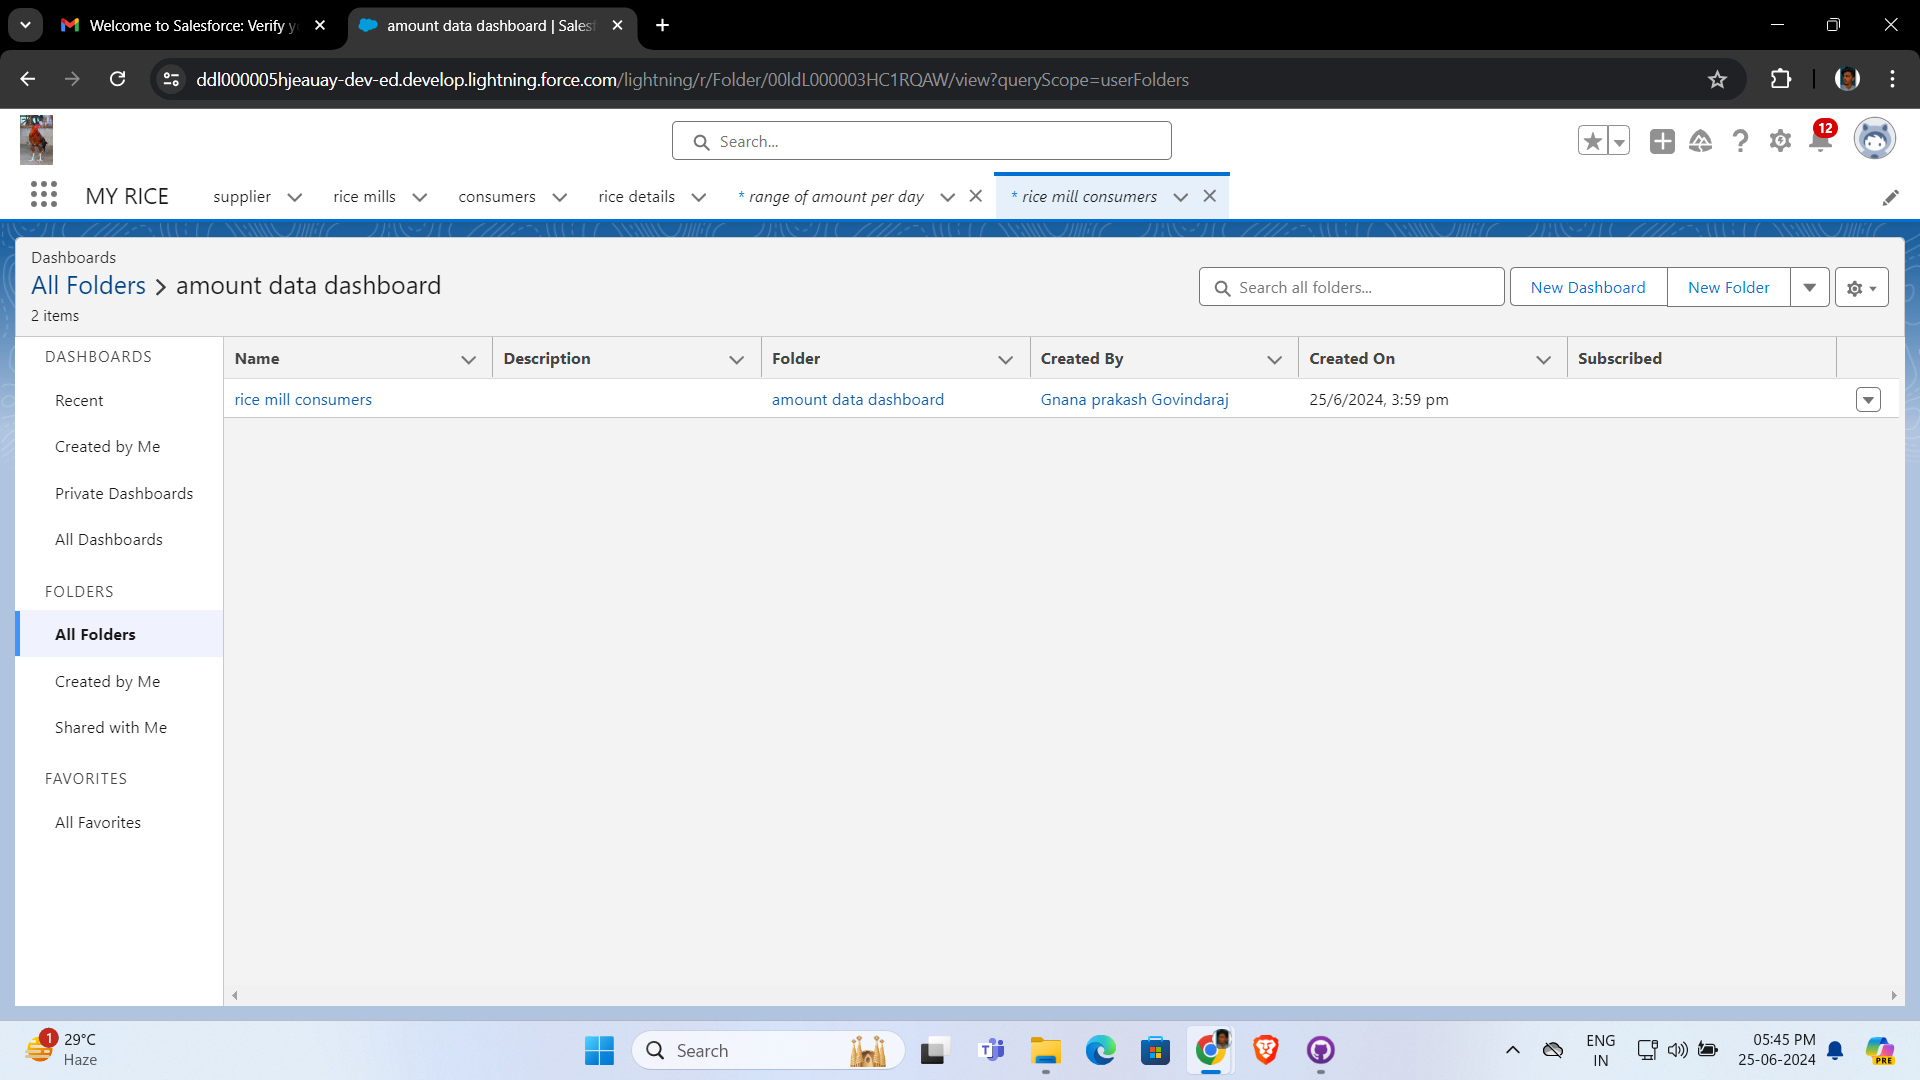 Welcome to Salesforce: Verify y
amount data dashboard | Sales
ddl000005hjeauay-dev-ed.develop.lightning.force.com/lightning/r/Folder/00ldL000003HC1RQAW/view?queryScope=userFolders
Search...
12
MY RICE
supplier
rice mills
consumers
rice details
* range of amount per day
* rice mill consumers
Dashboards
All Folders > amount data dashboard
2 items
Search all folders...
New Dashboard
New Folder
DASHBOARDS
Recent
Created by Me
Private Dashboards
All Dashboards
FOLDERS
All Folders
Created by Me
Shared with Me
FAVORITES
All Favorites
Name Description Folder Created By Created On Subscribed
rice mill consumers amount data dashboard Gnana prakash Govindaraj 25/6/2024, 3:59 pm
1
29°C
Haze
Search
ENG
IN
05:45 PM
25-06-2024
PRE